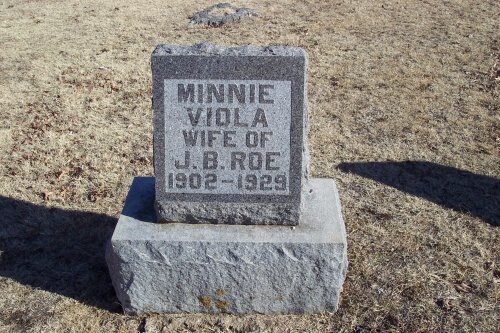 MINNIE
VIOLA
WIFE OF
J.B. ROE
1902-1929